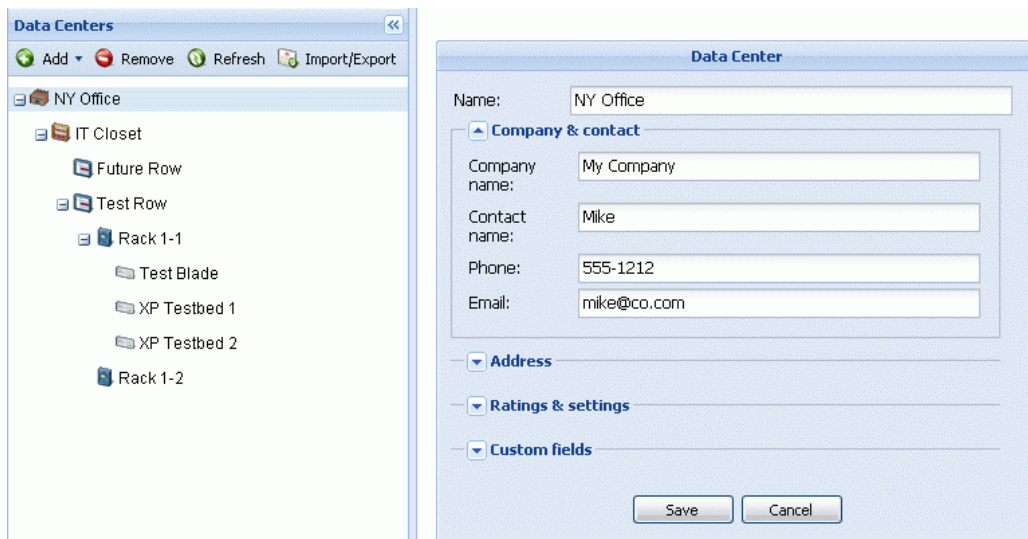 Data Centers
Add Remove Refresh Import/Export
NY Office
IT Closet
Future Row
Test Row
Rack 1-1
Test Blade
XP Testbed 1
XP Testbed 2
Rack 1-2
Data Center
Name: NY Office
Company & contact
Company name: My Company
Contact name: Mike
Phone: 555-1212
Email: mike@co.com
Address
Ratings & settings
Custom fields
Save Cancel